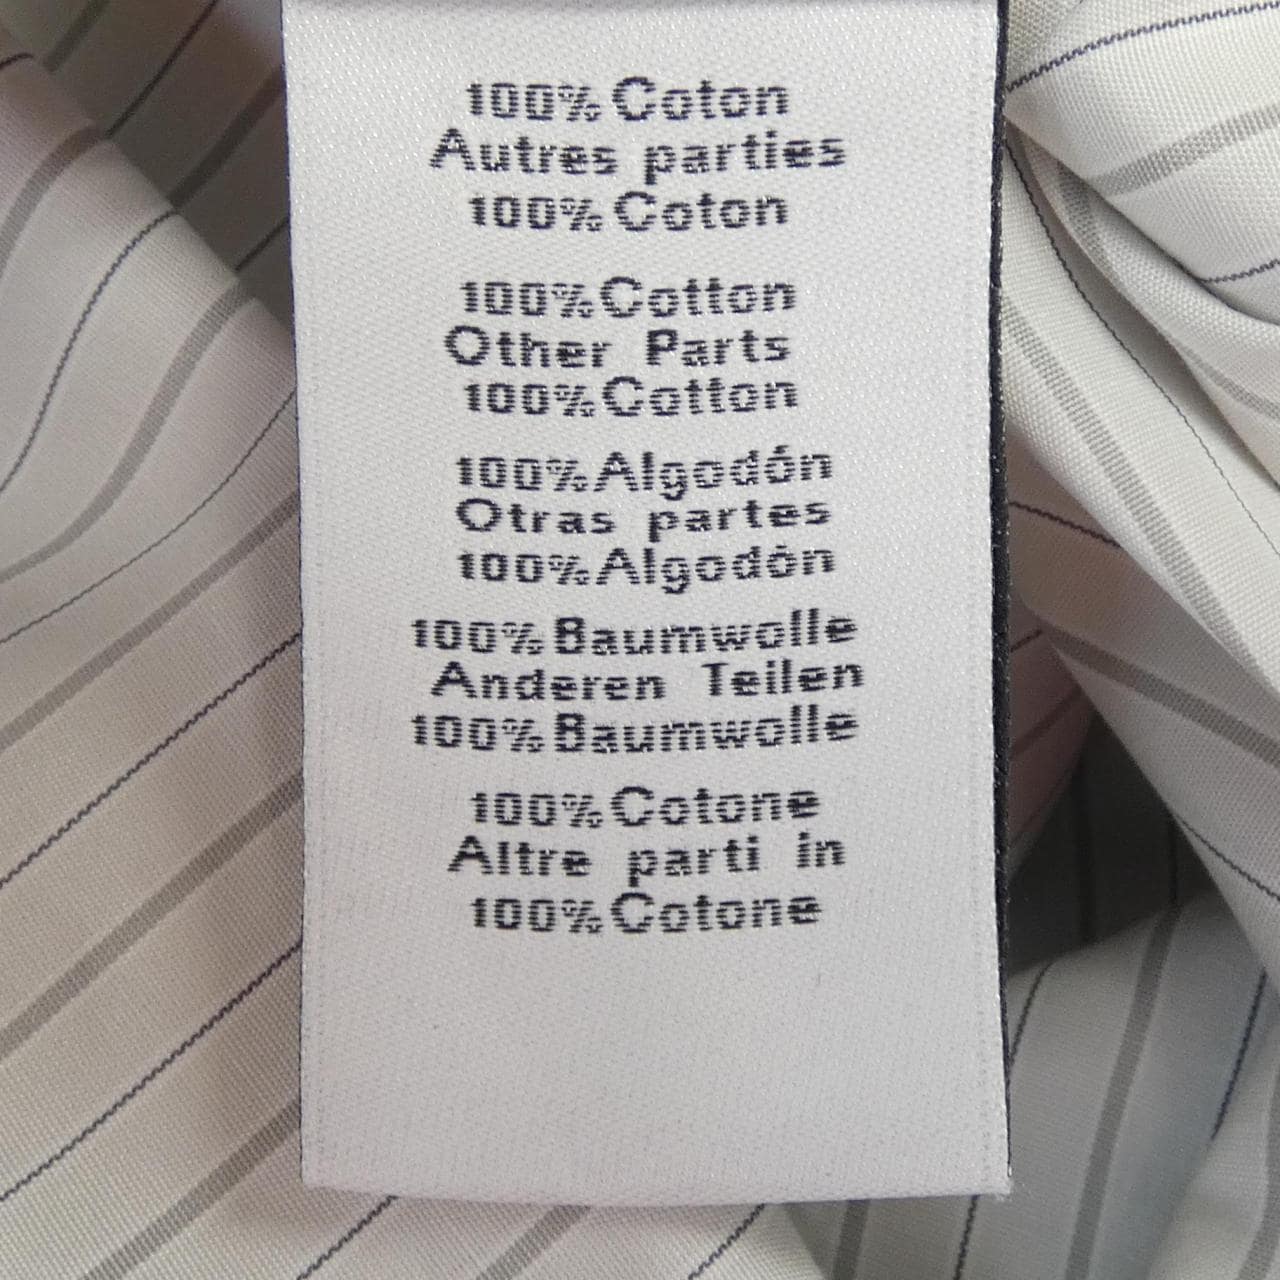 100% Coton
Autres parties
100% Coton
100% Cotton
Other Parts
100% Cotton
100% Algodón
Otras partes
100% Algodón
100% Baumwolle
Anderen Teilen
100% Baumwolle
100% Cotone
Altre parti in
100% Cotone